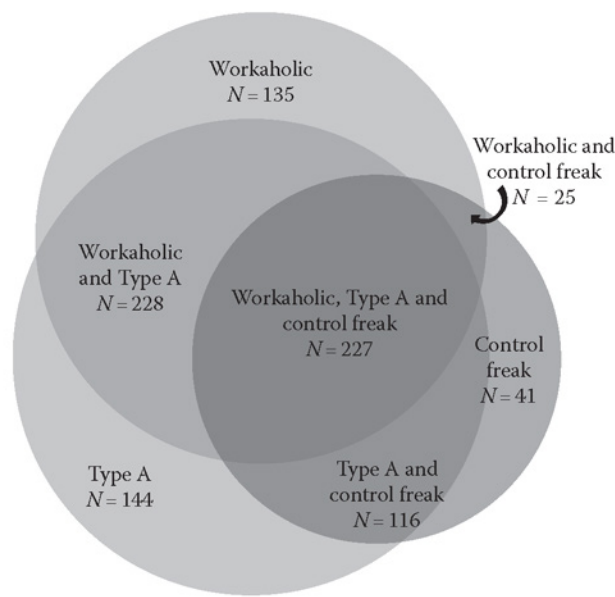 Workaholic
N = 135
Workaholic and
control freak
N = 25
Workaholic
and Type A
N = 228
Workaholic, Type A and
control freak
N = 227
Control
freak
N = 41
Type A
N = 144
Type A and
control freak
N = 116